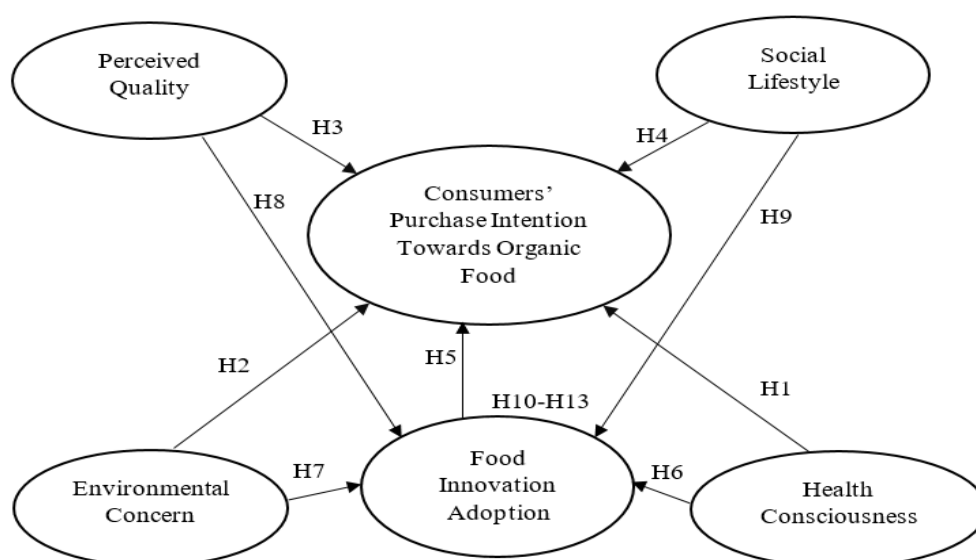 Perceived
Quality
Social
Lifestyle
H3
H4
Consumers’
Purchase Intention
Towards Organic
Food
H8
H9
H2
H5
H1
H10-H13
H7
H6
Environmental
Concern
Food
Innovation
Adoption
Health
Consciousness